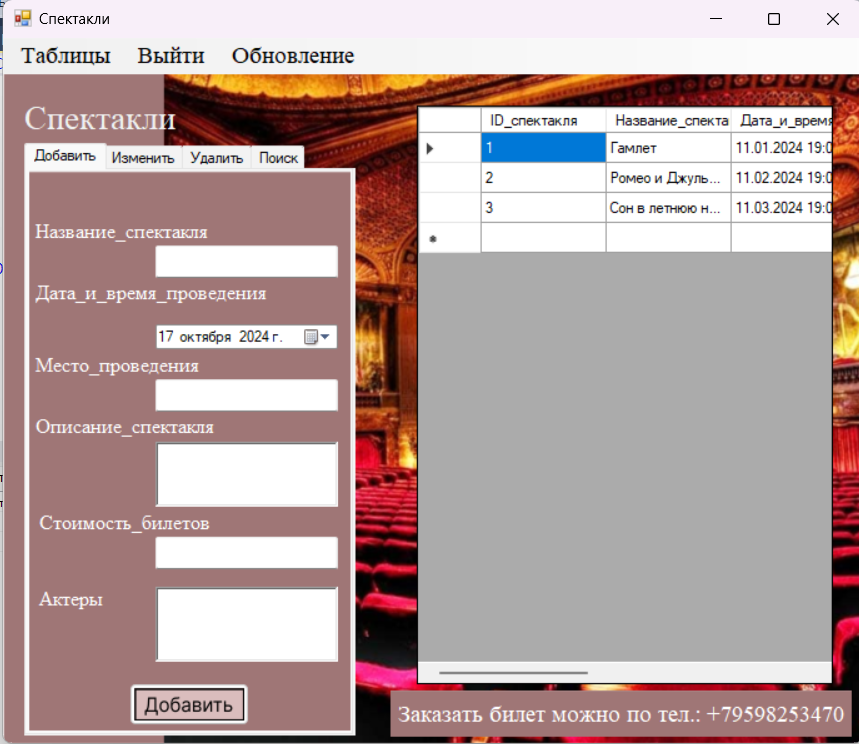 Спектакли
Таблицы Выйти Обновление
Спектакли
Добавить Изменить Удалить Поиск
Название_спектакля
Дата_и_время_проведения
17 октября 2024 г.
Место_проведения
Описание_спектакля
Стоимость_билетов
Актеры
Добавить
ID_спектакля Название_спекта Дата_и_время
1 Гамлет 11.01.2024 19:0
2 Ромео и Джуль... 11.02.2024 19:0
3 Сон в летнюю н... 11.03.2024 19:0
Заказать билет можно по тел.: +79598253470